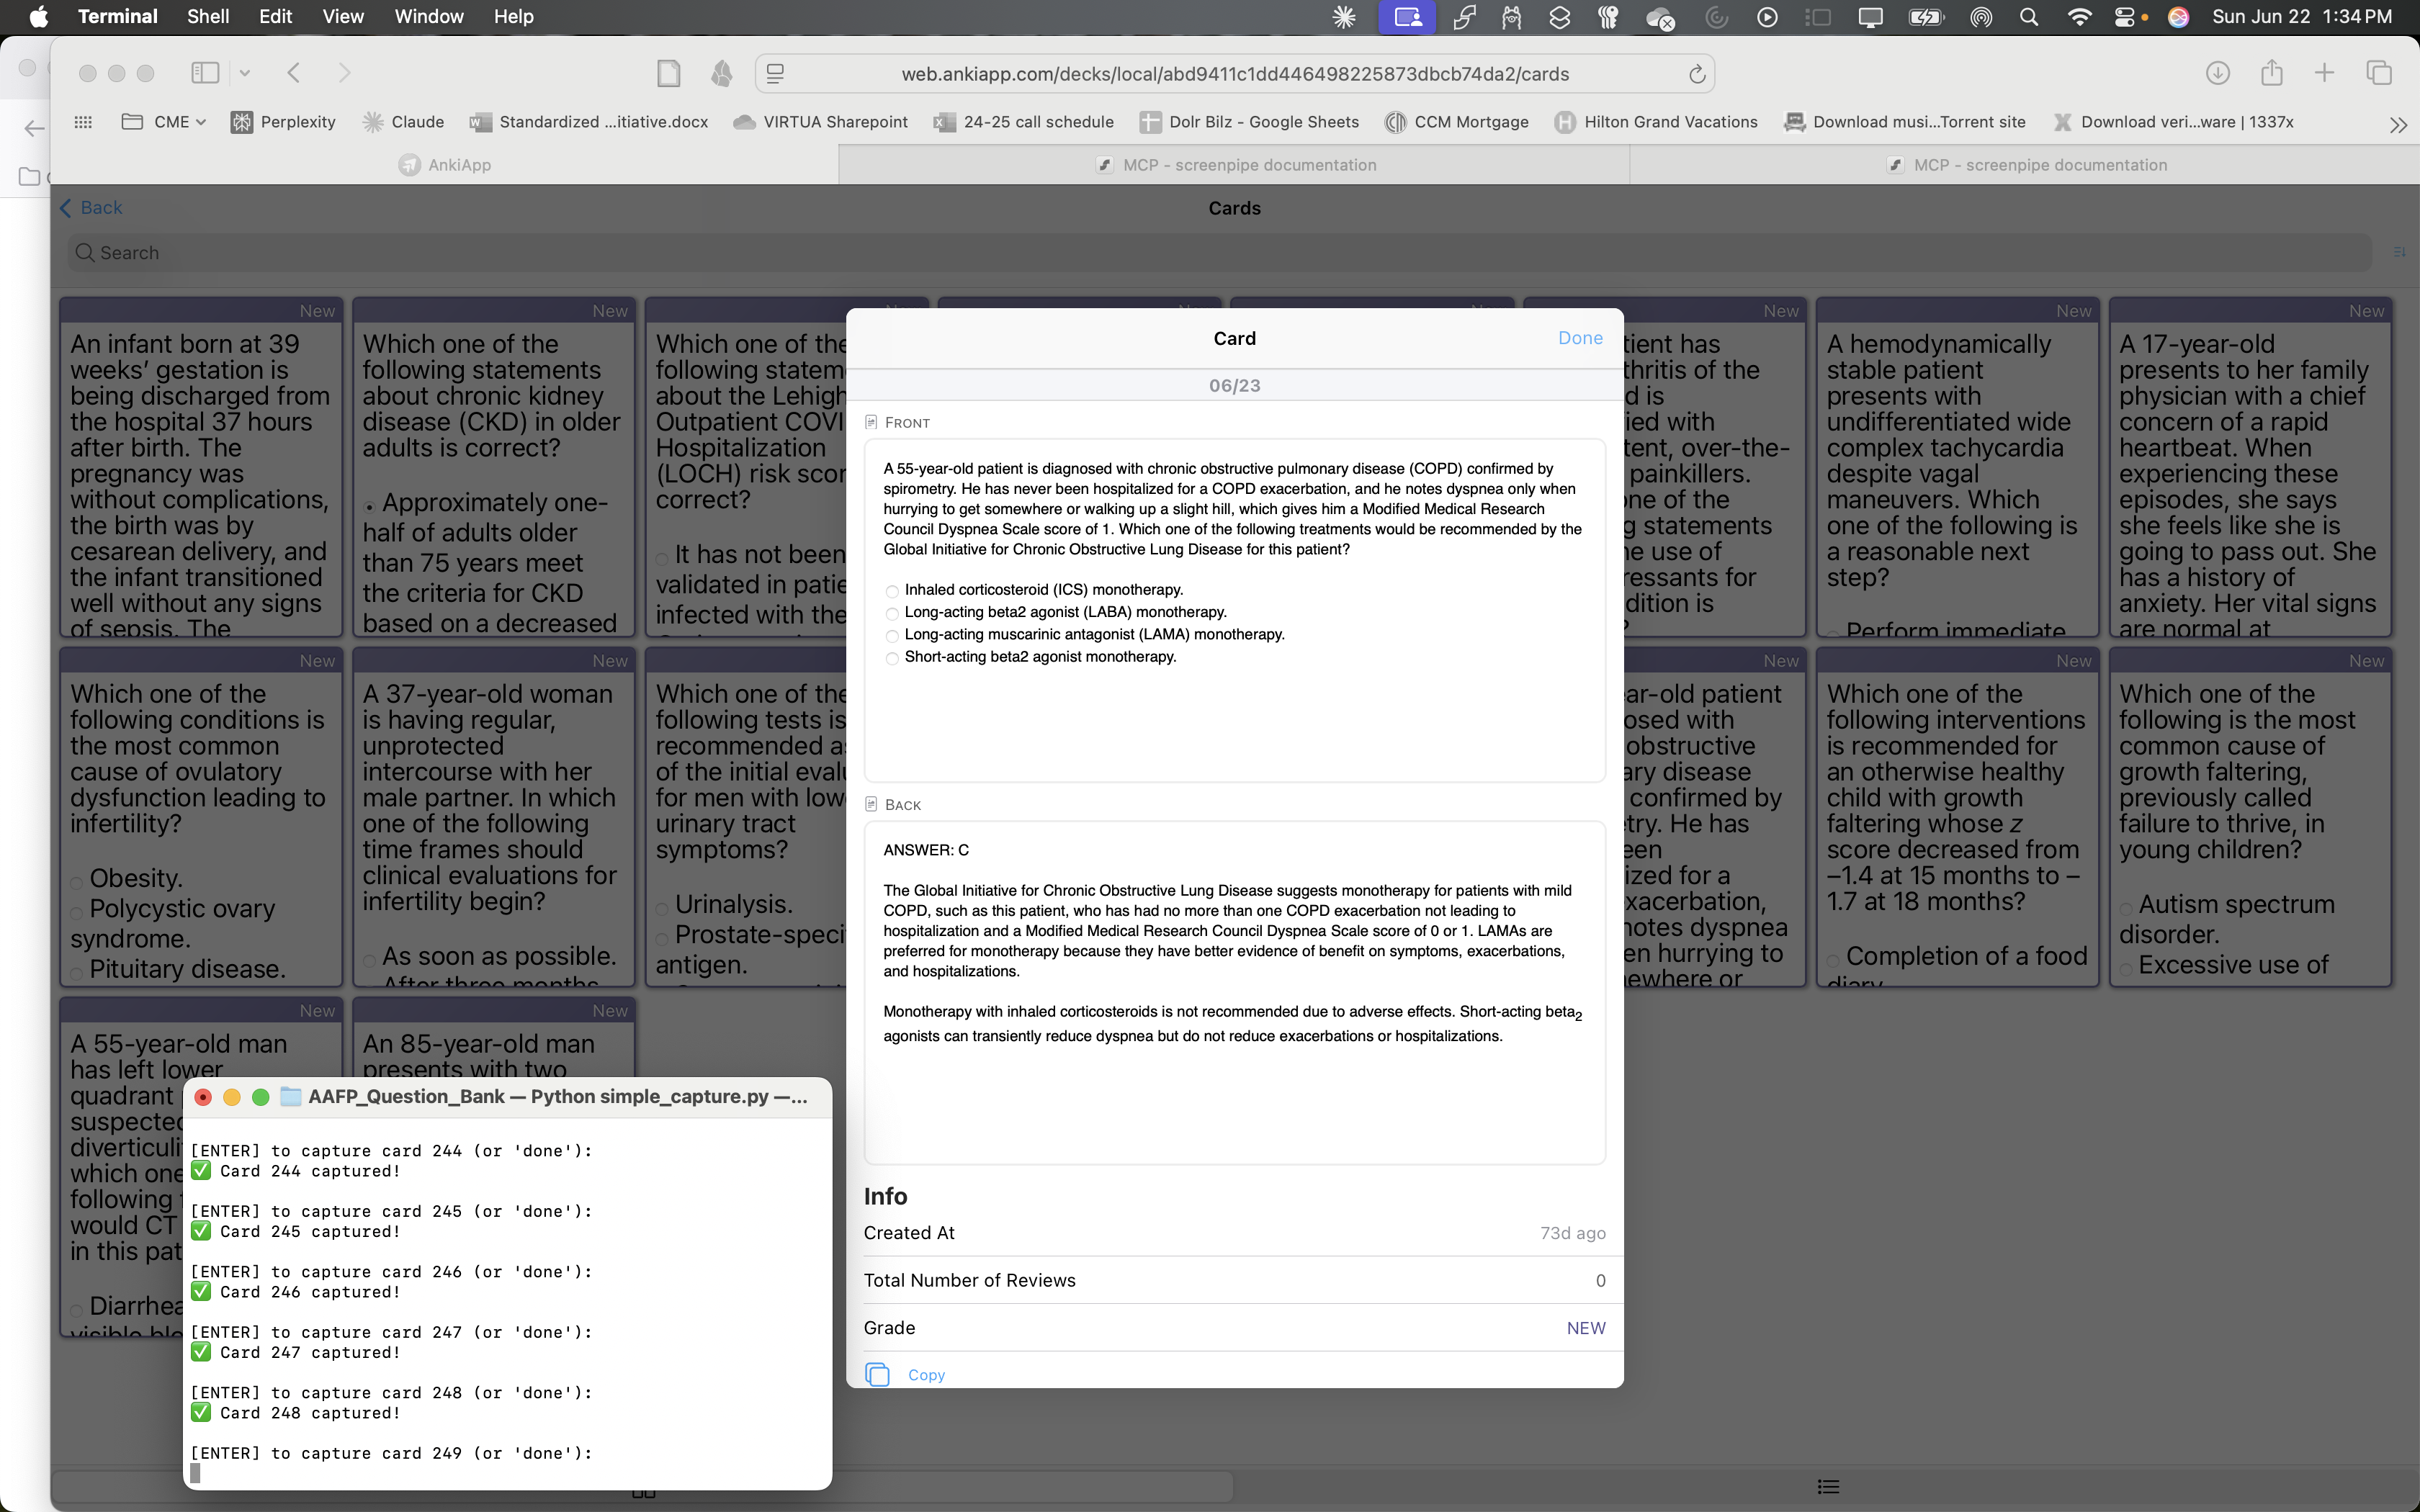 Terminal Shell Edit View Window Help
Sun Jun 22 1:34 PM
web.ankiapp.com/decks/local/abd9411c1dd446498225873dbcb74da2/cards
CME Perplexity Claude Standardized ...itiative.docx VIRTUA Sharepoint 24-25 call schedule Dolr Bilz - Google Sheets CCM Mortgage Hilton Grand Vacations Download musi...Torrent site Download veri...ware | 1337x
AnkiApp MCP - screenpipe documentation MCP - screenpipe documentation
Back
Cards
Search
New
An infant born at 39
weeks' gestation is
being discharged from
the hospital 37 hours
after birth. The
pregnancy was
without complications,
the birth was by
cesarean delivery, and
the infant transitioned
well without any signs
of sepsis. The
New
Which one of the
following statements
about chronic kidney
disease (CKD) in older
adults is correct?
Approximately one-
half of adults older
than 75 years meet
the criteria for CKD
based on a decreased
Which one of the
following statem
about the Lehigh
Outpatient COVI
Hospitalization
(LOCH) risk scor
correct?
It has not been
validated in patie
infected with the
New
tient has
thritis of the
d is
ied with
tent, over-the-
painkillers.
one of the
g statements
he use of
ressants for
dition is
New
A hemodynamically
stable patient
presents with
undifferentiated wide
complex tachycardia
despite vagal
maneuvers. Which
one of the following is
a reasonable next
step?
Perform immediate
New
A 17-year-old
presents to her family
physician with a chief
concern of a rapid
heartbeat. When
experiencing these
episodes, she says
she feels like she is
going to pass out. She
has a history of
anxiety. Her vital signs
are normal at
New
Which one of the
following conditions is
the most common
cause of ovulatory
dysfunction leading to
infertility?
Obesity.
Polycystic ovary
syndrome.
Pituitary disease.
New
A 37-year-old woman
is having regular,
unprotected
intercourse with her
male partner. In which
one of the following
time frames should
clinical evaluations for
infertility begin?
As soon as possible.
After three months
Which one of the
following tests is
recommended as
of the initial evalu
for men with low
urinary tract
symptoms?
Urinalysis.
Prostate-speci
antigen.
New
ar-old patient
osed with
obstructive
ary disease
confirmed by
etry. He has
een
ized for a
xacerbation,
notes dyspnea
en hurrying to
ewhere or
New
Which one of the
following interventions
is recommended for
an otherwise healthy
child with growth
faltering whose z
score decreased from
–1.4 at 15 months to –
1.7 at 18 months?
Completion of a food
diary
New
Which one of the
following is the most
common cause of
growth faltering,
previously called
failure to thrive, in
young children?
Autism spectrum
disorder.
Excessive use of
New
A 55-year-old man
has left lower
quadrant
suspected
diverticuli
which one
following
would CT
in this pat
Diarrhea
visible blo
New
An 85-year-old man
presents with two
Card
Done
06/23
FRONT
A 55-year-old patient is diagnosed with chronic obstructive pulmonary disease (COPD) confirmed by
spirometry. He has never been hospitalized for a COPD exacerbation, and he notes dyspnea only when
hurrying to get somewhere or walking up a slight hill, which gives him a Modified Medical Research
Council Dyspnea Scale score of 1. Which one of the following treatments would be recommended by the
Global Initiative for Chronic Obstructive Lung Disease for this patient?
Inhaled corticosteroid (ICS) monotherapy.
Long-acting beta2 agonist (LABA) monotherapy.
Long-acting muscarinic antagonist (LAMA) monotherapy.
Short-acting beta2 agonist monotherapy.
BACK
ANSWER: C
The Global Initiative for Chronic Obstructive Lung Disease suggests monotherapy for patients with mild
COPD, such as this patient, who has had no more than one COPD exacerbation not leading to
hospitalization and a Modified Medical Research Council Dyspnea Scale score of 0 or 1. LAMAs are
preferred for monotherapy because they have better evidence of benefit on symptoms, exacerbations,
and hospitalizations.
Monotherapy with inhaled corticosteroids is not recommended due to adverse effects. Short-acting beta2
agonists can transiently reduce dyspnea but do not reduce exacerbations or hospitalizations.
Info
Created At 73d ago
Total Number of Reviews 0
Grade NEW
Copy
AAFP_Question_Bank — Python simple_capture.py —...
[ENTER] to capture card 244 (or 'done'):
✅ Card 244 captured!
[ENTER] to capture card 245 (or 'done'):
✅ Card 245 captured!
[ENTER] to capture card 246 (or 'done'):
✅ Card 246 captured!
[ENTER] to capture card 247 (or 'done'):
✅ Card 247 captured!
[ENTER] to capture card 248 (or 'done'):
✅ Card 248 captured!
[ENTER] to capture card 249 (or 'done'):